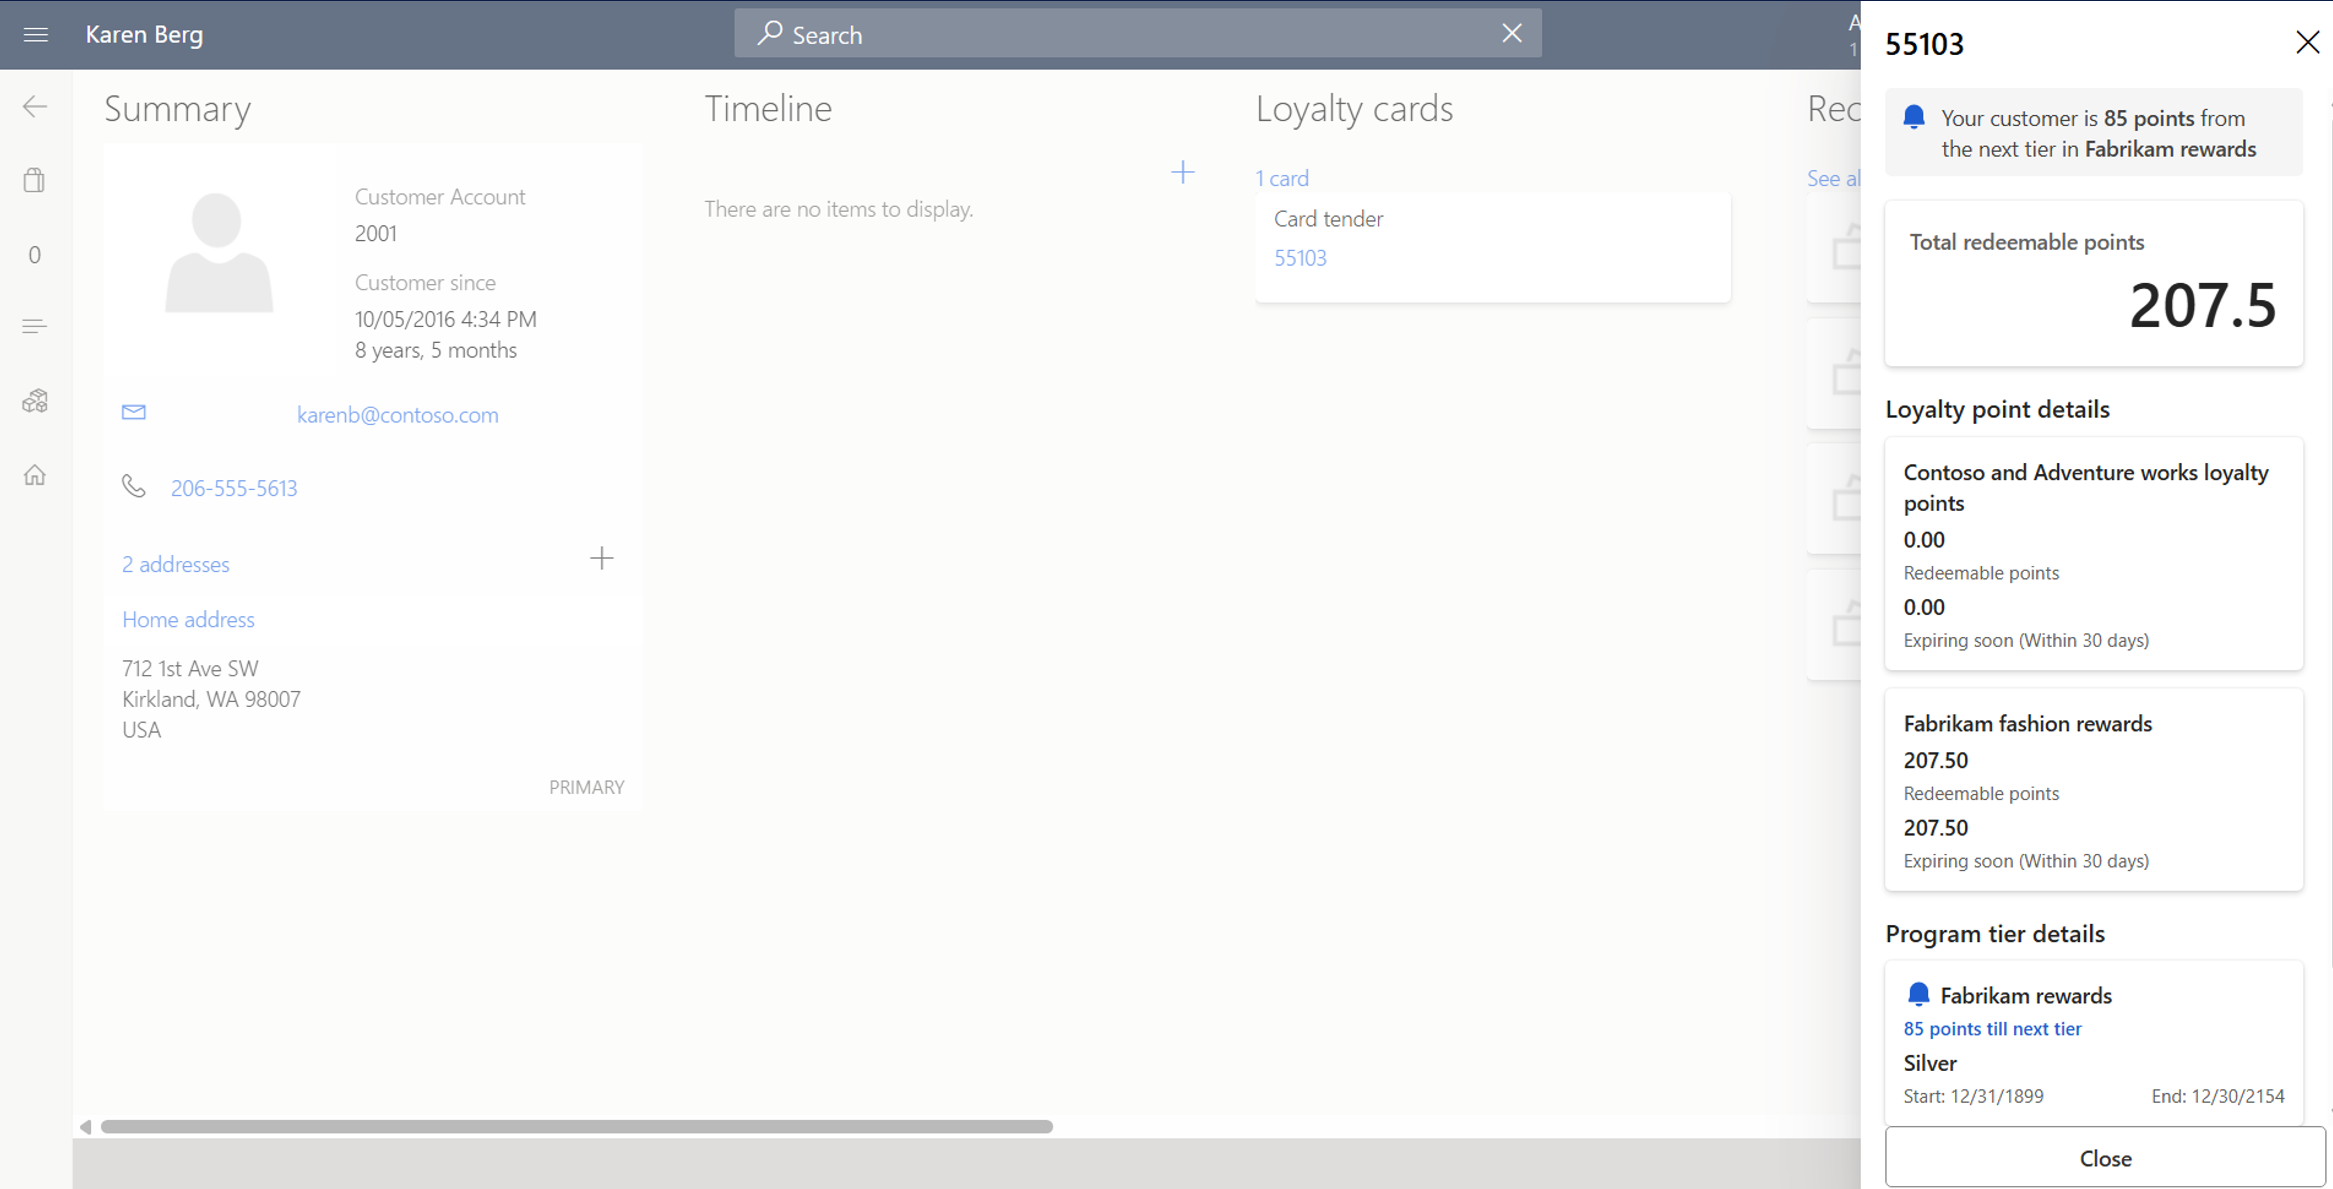 Karen Berg
Search
A
1
Summary
Customer Account
2001
Customer since
10/05/2016 4:34 PM
8 years, 5 months
karenb@contoso.com
206-555-5613
2 addresses
Home address
712 1st Ave SW
Kirkland, WA 98007
USA
PRIMARY
0
Timeline
There are no items to display.
Loyalty cards
1 card
Card tender
55103
Rec
See al
55103
Your customer is 85 points from
the next tier in Fabrikam rewards
Total redeemable points
207.5
Loyalty point details
Contoso and Adventure works loyalty
points
0.00
Redeemable points
0.00
Expiring soon (Within 30 days)
Fabrikam fashion rewards
207.50
Redeemable points
207.50
Expiring soon (Within 30 days)
Program tier details
Fabrikam rewards
85 points till next tier
Silver
Start: 12/31/1899 End: 12/30/2154
Close